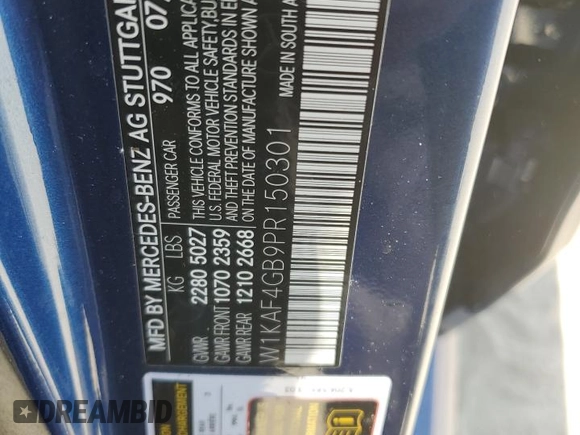 MFD BY MERCEDES-BENZ AG STUTTGA
970 07
KG LBS PASSENGER CAR
GVWR 2280 5027
GAWR FRONT 1070 2359
GAWR REAR 1210 2668
THIS VEHICLE CONFORMS TO ALL APPLICA
U.S. FEDERAL MOTOR VEHICLE SAFETY, BU
AND THEFT PREVENTION STANDARDS IN
ON THE DATE OF MANUFACTURE SHOWN A
MADE IN SOUTH A
W1KAF4GB9PR150301
DREAMBID